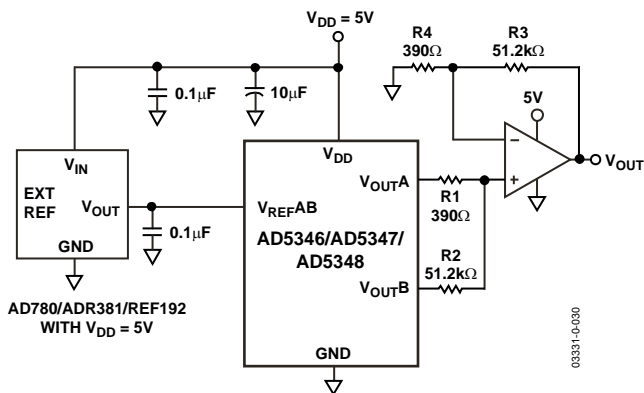 V_DD = 5V
R4
390Ω
R3
51.2kΩ
0.1μF
10μF
5V
V_IN
EXT
REF
V_OUT
GND
0.1μF
V_DD
V_REFAB
AD5346/AD5347/
AD5348
V_OUTA
V_OUTB
GND
R1
390Ω
R2
51.2kΩ
−
+
V_OUT
AD780/ADR381/REF192
WITH V_DD = 5V
03331-0-030